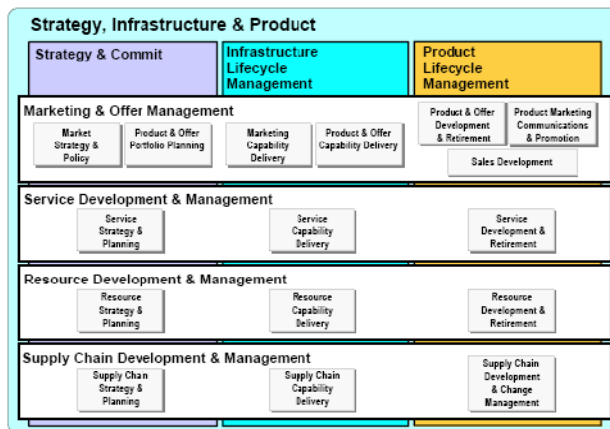 Strategy, Infrastructure & Product
Strategy & Commit
Infrastructure
Lifecycle
Management
Product
Lifecycle
Management
Marketing & Offer Management
Market
Strategy &
Policy
Product & Offer
Portfolio Planning
Marketing
Capability
Delivery
Product & Offer
Capability Delivery
Product & Offer
Development
& Retirement
Product Marketing
Communications
& Promotion
Sales Development
Service Development & Management
Service
Strategy &
Planning
Service
Capability
Delivery
Service
Development &
Retirement
Resource Development & Management
Resource
Strategy &
Planning
Resource
Capability
Delivery
Resource
Development &
Retirement
Supply Chain Development & Management
Supply Chan
Strategy &
Planning
Supply Chain
Capability
Delivery
Supply Chain
Development
& Change
Management